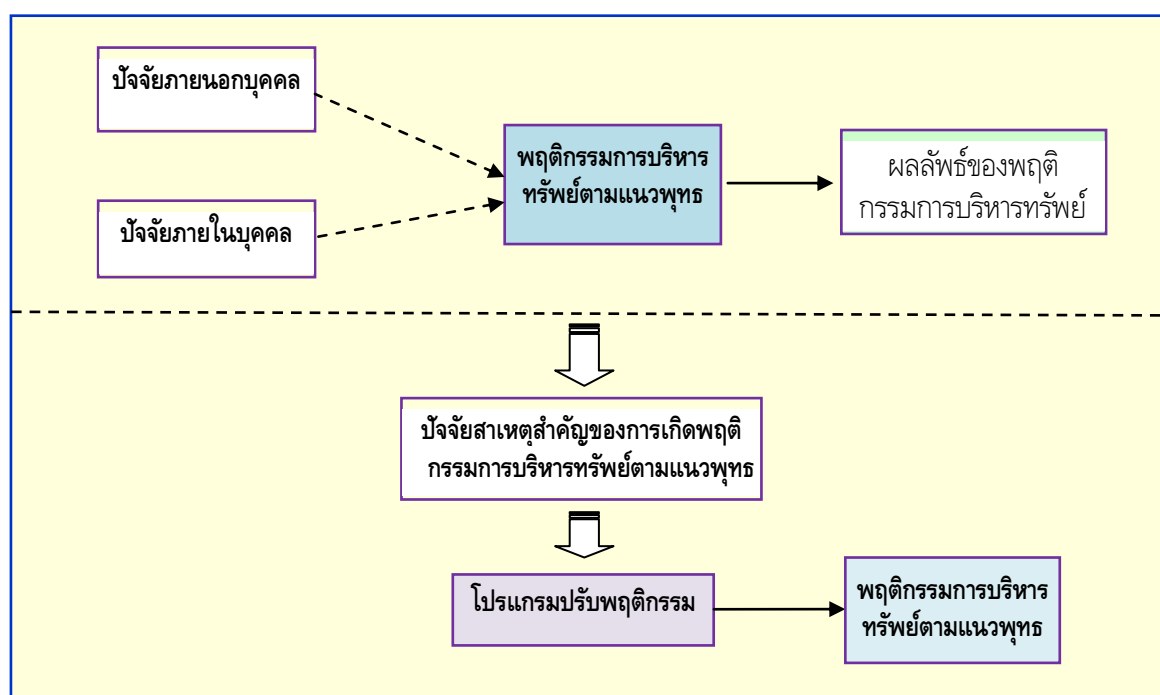 ปัจจัยภายนอกบุคคล
พฤติกรรมการบริหาร
ทรัพย์ตามแนวพุทธ
ผลลัพธ์ของพฤติ
กรรมการบริหารทรัพย์
ปัจจัยภายในบุคคล
ปัจจัยสาเหตุสำคัญของการเกิดพฤติ
กรรมการบริหารทรัพย์ตามแนวพุทธ
โปรแกรมปรับพฤติกรรม
พฤติกรรมการบริหาร
ทรัพย์ตามแนวพุทธ